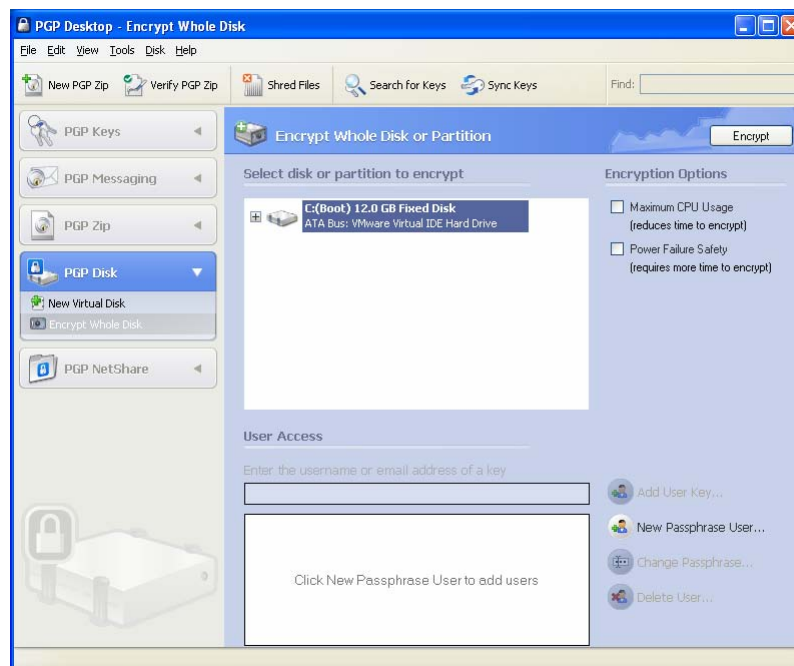 PGP Desktop - Encrypt Whole Disk
File Edit View Tools Disk Help
New PGP Zip Verify PGP Zip Shred Files Search for Keys Sync Keys Find:
PGP Keys
PGP Messaging
PGP Zip
PGP Disk
New Virtual Disk
Encrypt Whole Disk
PGP NetShare
Encrypt Whole Disk or Partition Encrypt
Select disk or partition to encrypt
C:(Boot) 12.0 GB Fixed Disk
ATA Bus: VMware Virtual IDE Hard Drive
Encryption Options
Maximum CPU Usage
(reduces time to encrypt)
Power Failure Safety
(requires more time to encrypt)
User Access
Enter the username or email address of a key
Click New Passphrase User to add users
Add User Key...
New Passphrase User...
Change Passphrase...
Delete User...